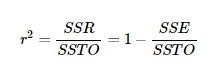 r² = SSR/SSTO = 1 − SSE/SSTO